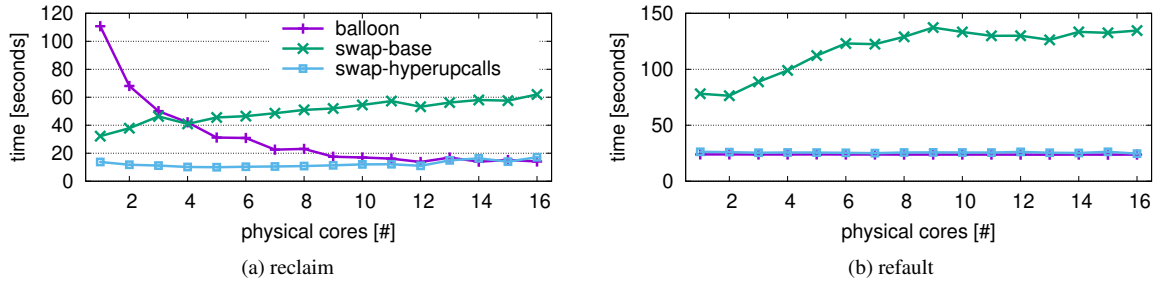 time [seconds]
120
100
80
60
40
20
0
balloon
swap-base
swap-hyperupcalls
2 4 6 8 10 12 14 16
physical cores [#]
(a) reclaim
time [seconds]
150
100
50
0
2 4 6 8 10 12 14 16
physical cores [#]
(b) refault